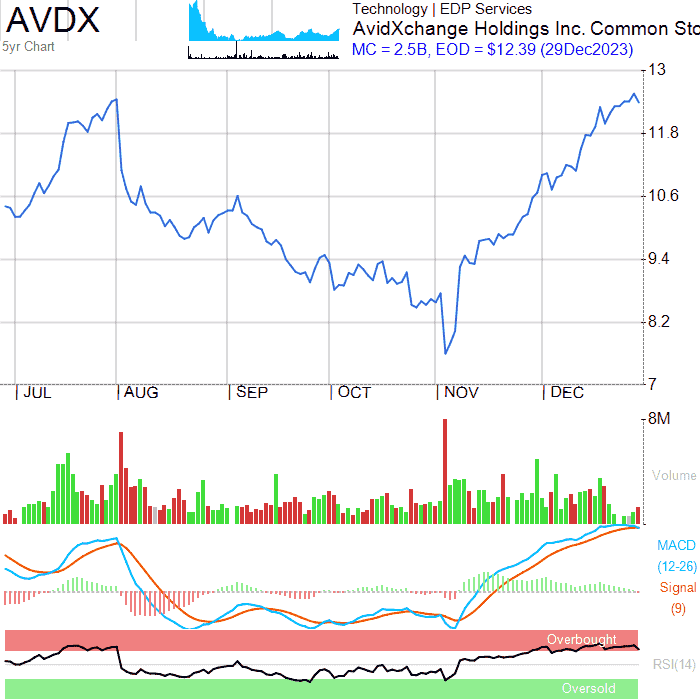 AVDX
5yr Chart
Technology | EDP Services
AvidXchange Holdings Inc. Common Sto
MC = 2.5B, EOD = $12.39 (29Dec2023)
13
11.8
10.6
9.4
8.2
7
JUL
AUG
SEP
OCT
NOV
DEC
8M
Volume
MACD
(12-26)
Signal
(9)
Overbought
RSI(14)
Oversold